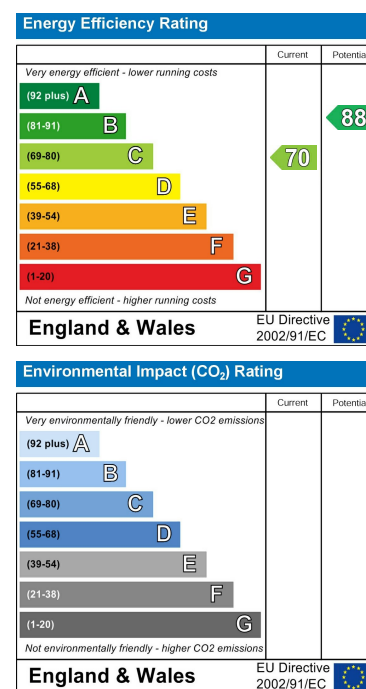 Energy Efficiency Rating
Current Potentia
Very energy efficient - lower running costs
(92 plus) A
(81-91) B
88
(69-80) C
70
(55-68) D
(39-54) E
(21-38) F
(1-20) G
Not energy efficient - higher running costs
England & Wales
EU Directive
2002/91/EC
Environmental Impact (CO₂) Rating
Current Potentia
Very environmentally friendly - lower CO2 emissions
(92 plus) A
(81-91) B
(69-80) C
(55-68) D
(39-54) E
(21-38) F
(1-20) G
Not environmentally friendly - higher CO2 emissions
England & Wales
EU Directive
2002/91/EC